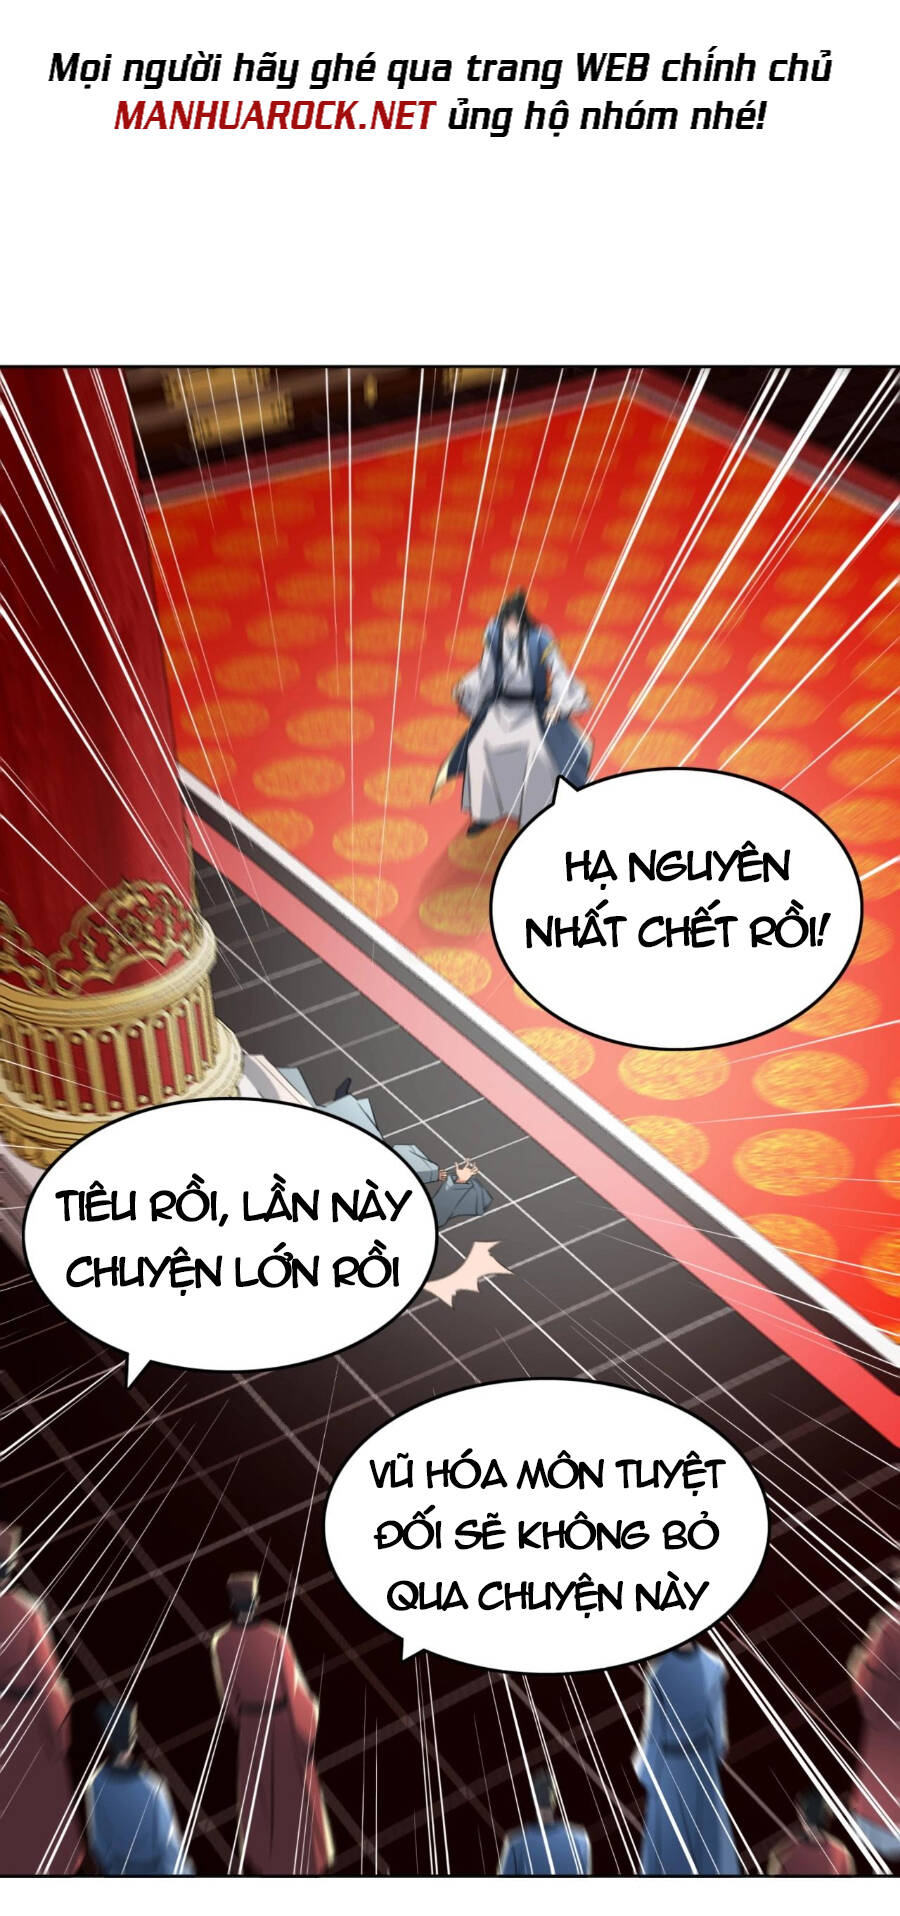 Mọi người hãy ghé qua trang WEB chính chủ
MANHUAROCK.NET ủng hộ nhóm nhé!
HẠ NGUYÊN
NHẤT CHẾT RỒI!
TIÊU RỒI, LẦN NÀY
CHUYỆN LỚN RỒI
VŨ HÓA MÔN TUYỆT
ĐỐI SẼ KHÔNG BỎ
QUA CHUYỆN NÀY